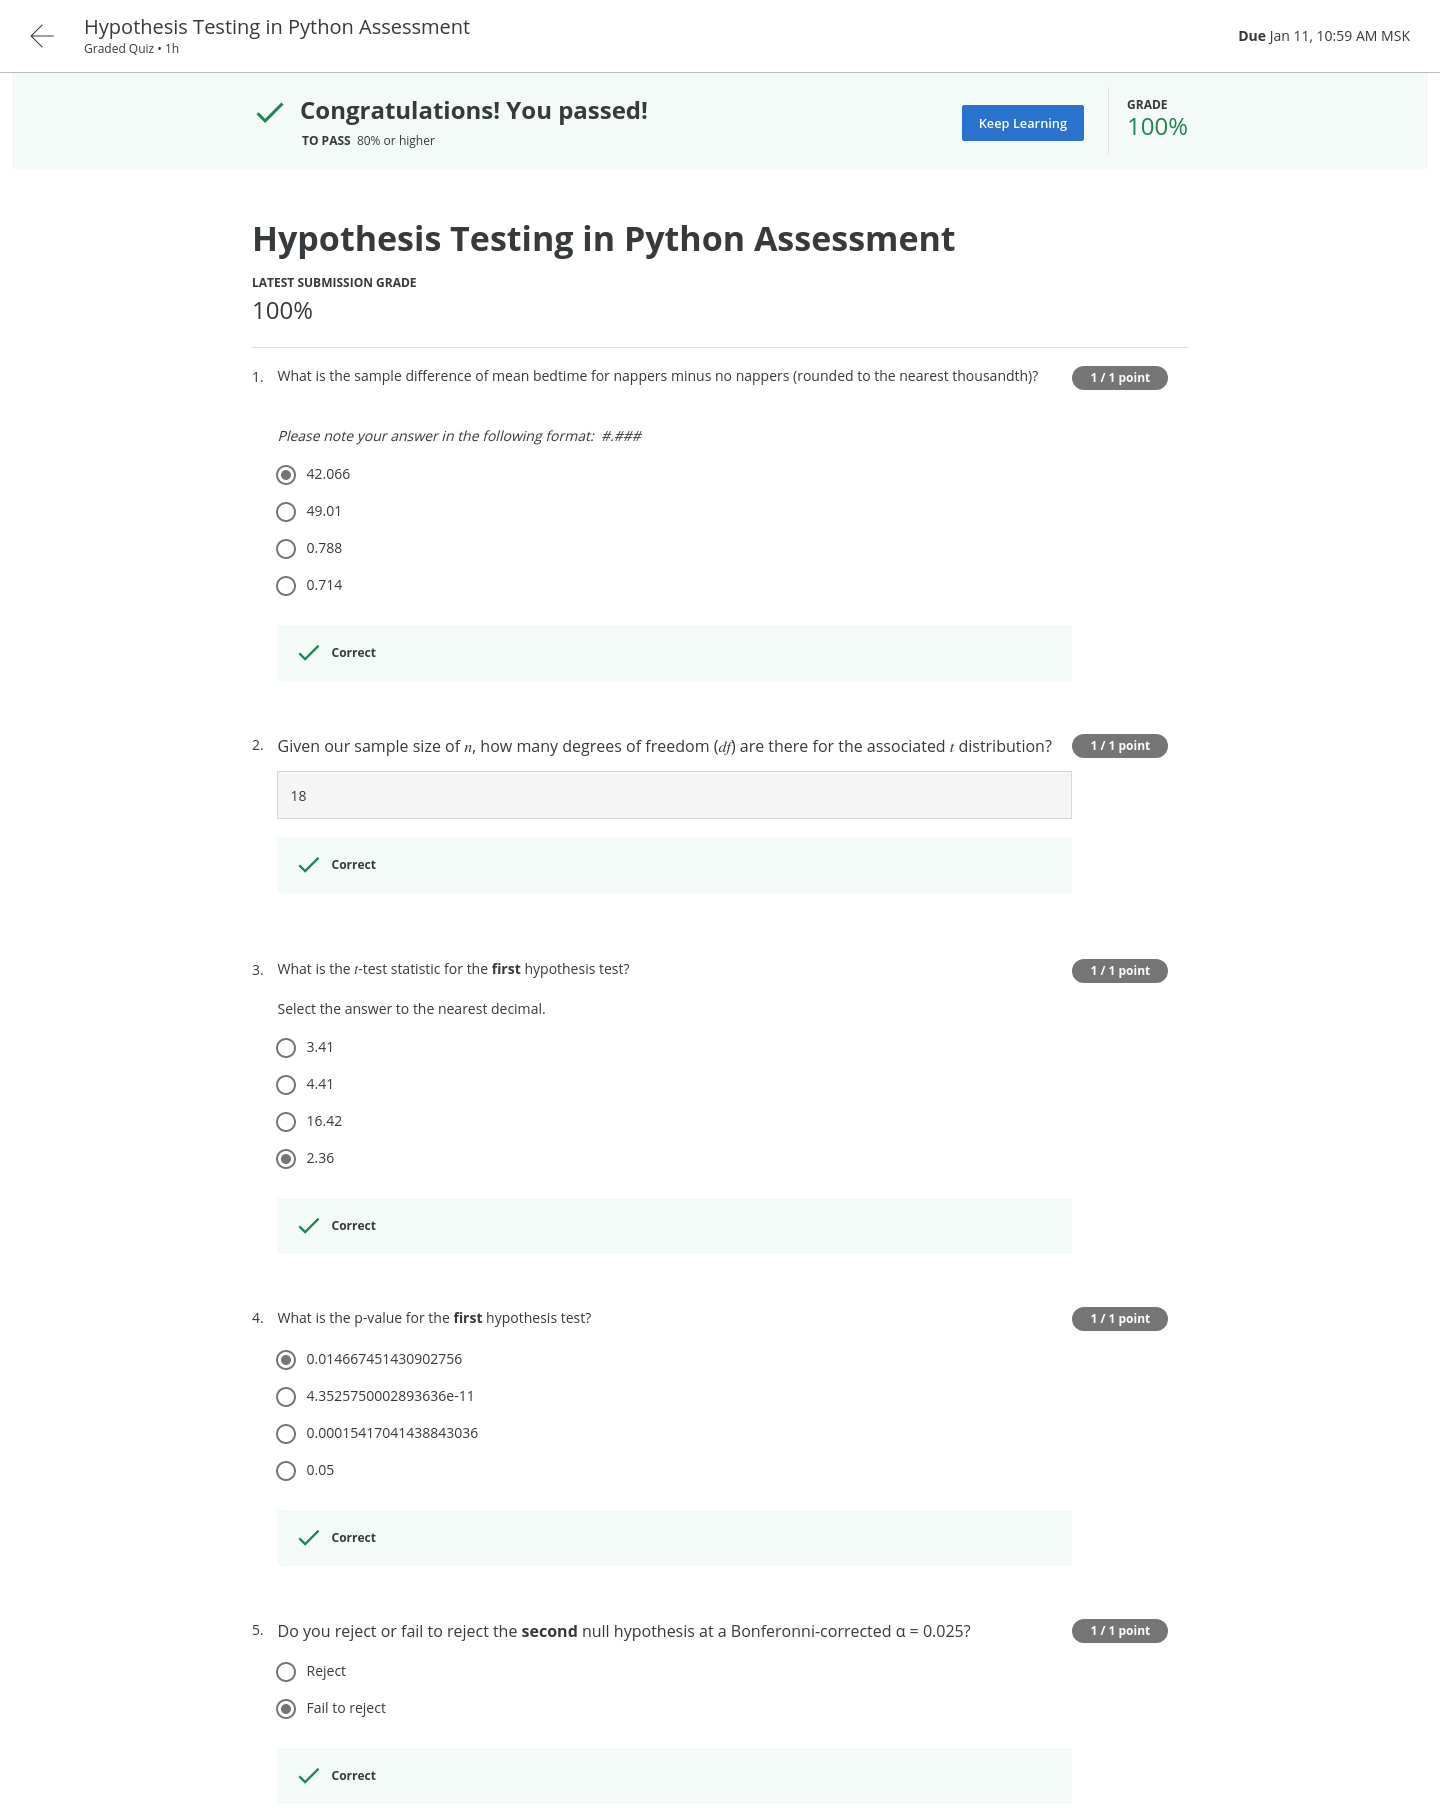 Hypothesis Testing in Python Assessment
Graded Quiz • 1h
Due Jan 11, 10:59 AM MSK
Congratulations! You passed!
TO PASS 80% or higher
Keep Learning
GRADE
100%
Hypothesis Testing in Python Assessment
LATEST SUBMISSION GRADE
100%
1. What is the sample difference of mean bedtime for nappers minus no nappers (rounded to the nearest thousandth)?
1 / 1 point
Please note your answer in the following format: #.###
42.066
49.01
0.788
0.714
Correct
2. Given our sample size of n, how many degrees of freedom (df) are there for the associated t distribution?
1 / 1 point
18
Correct
3. What is the t-test statistic for the first hypothesis test?
1 / 1 point
Select the answer to the nearest decimal.
3.41
4.41
16.42
2.36
Correct
4. What is the p-value for the first hypothesis test?
1 / 1 point
0.014667451430902756
4.3525750002893636e-11
0.00015417041438843036
0.05
Correct
5. Do you reject or fail to reject the second null hypothesis at a Bonferonni-corrected α = 0.025?
1 / 1 point
Reject
Fail to reject
Correct